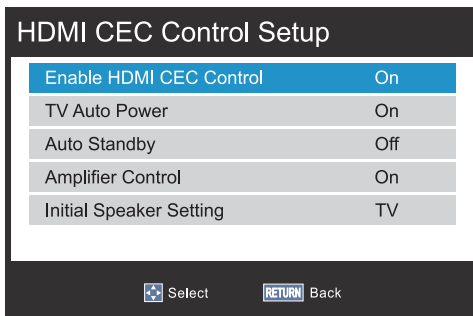 HDMI CEC Control Setup
Enable HDMI CEC Control On
TV Auto Power On
Auto Standby Off
Amplifier Control On
Initial Speaker Setting TV
Select RETURN Back